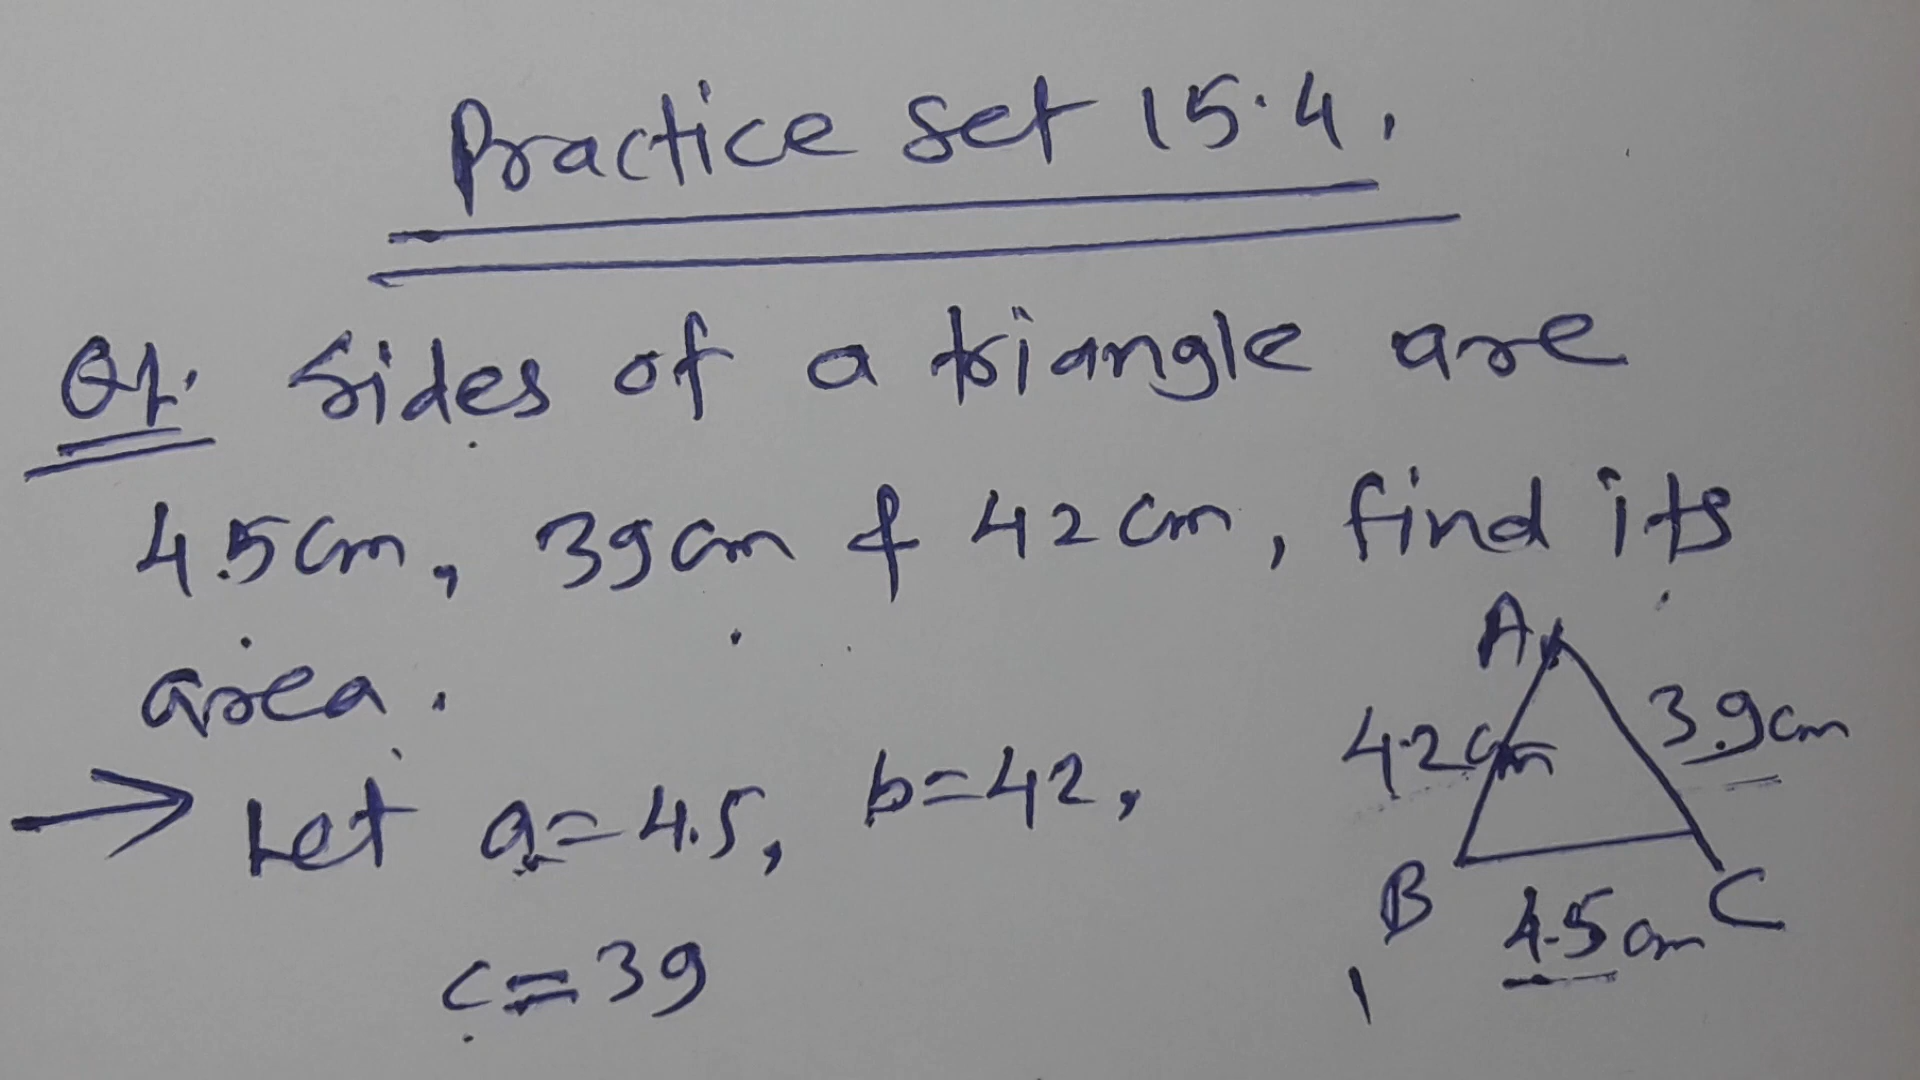 Practice set 15.4.
Q1. Sides of a triangle are
4.5cm, 39cm & 42cm, find its
area.
→ Let a=4.5, b=42,
c=39
A
4.2cm
3.9cm
B
4.5cm
C